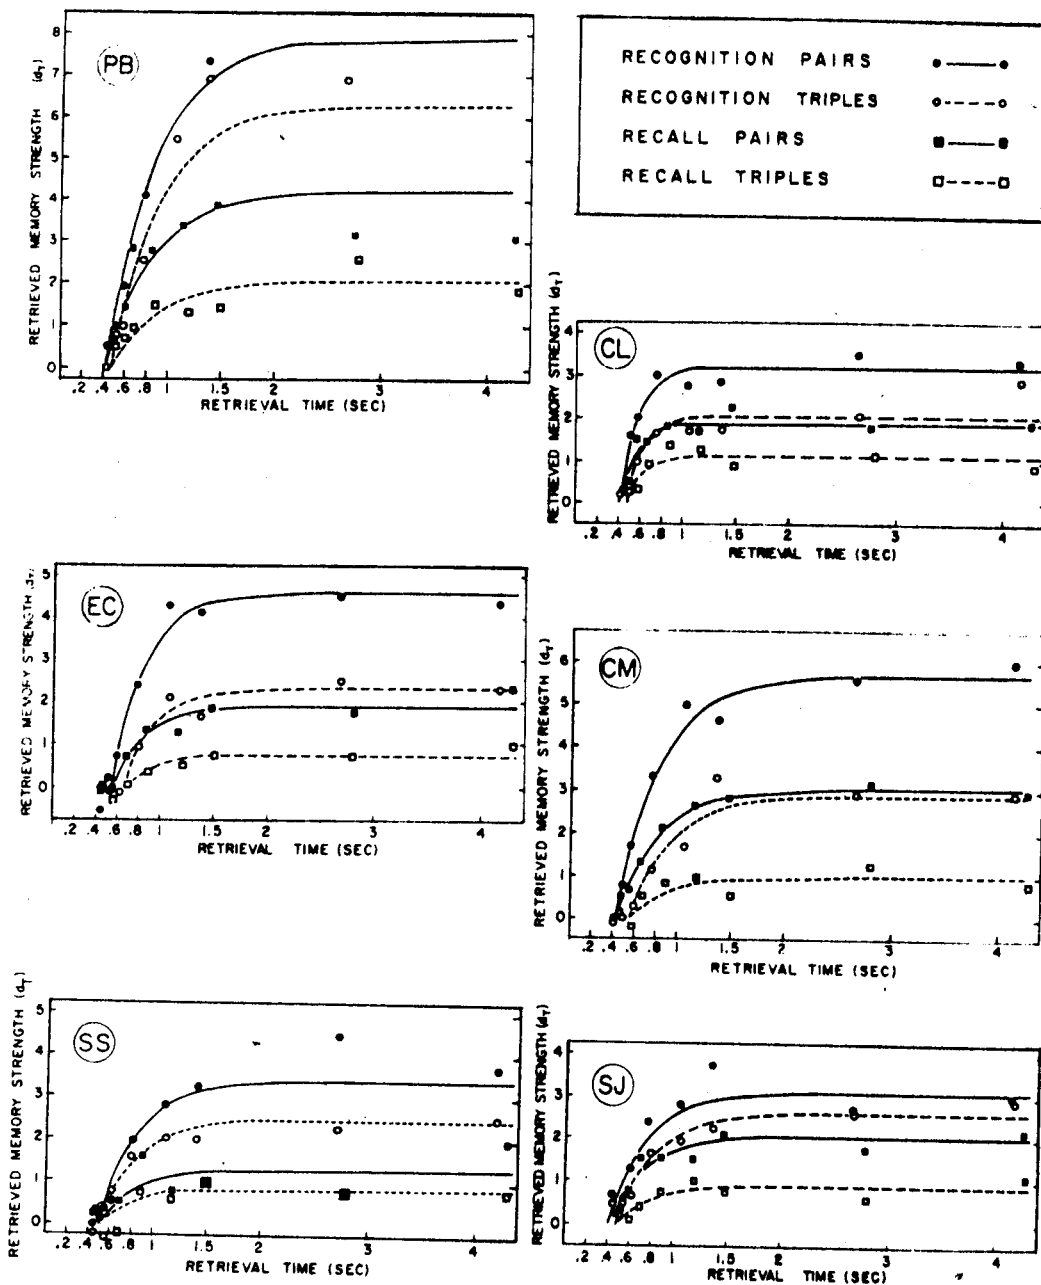 PB
RETRIEVED MEMORY STRENGTH (dT)
8
7
6
5
4
3
2
1
0
.2 .4 .6 .8 1 1.5 2 3 4
RETRIEVAL TIME (SEC)
RECOGNITION PAIRS
RECOGNITION TRIPLES
RECALL PAIRS
RECALL TRIPLES
CL
RETRIEVED MEMORY STRENGTH (dT)
4
3
2
1
0
.2 .4 .6 .8 1 1.5 2 3 4
RETRIEVAL TIME (SEC)
EC
RETRIEVED MEMORY STRENGTH (dT)
5
4
3
2
1
0
.2 .4 .6 .8 1 1.5 2 3 4
RETRIEVAL TIME (SEC)
CM
RETRIEVED MEMORY STRENGTH (dT)
6
5
4
3
2
1
0
.2 .4 .6 .8 1 1.5 2 3 4
RETRIEVAL TIME (SEC)
SS
RETRIEVED MEMORY STRENGTH (dT
5
4
3
2
1
0
.2 .4 .6 .8 1 1.5 2 3 4
RETRIEVAL TIME (SEC)
SJ
RETRIEVED MEMORY STRENGTH (dT)
4
3
2
1
0
.2 .4 .6 .8 1 1.5 2 3 4
RETRIEVAL TIME (SEC)